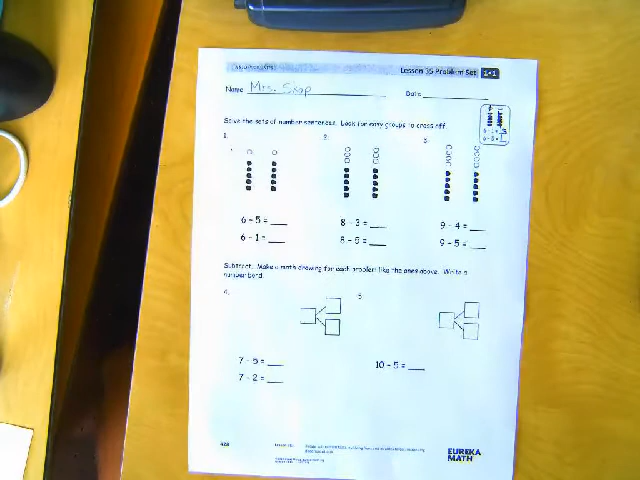 Lesson 35 Problem Set 1•1
Name Mrs. Date
Solve the sets of number sentences. Look for easy groups to cross off.
1. 2. 3.
6 - 5 = ___ 8 - 3 = ___ 9 - 4 = ___
6 - 1 = ___ 8 - 5 = ___ 9 - 5 = ___
Subtract. Make a math drawing for each problem like the ones above. Write a
number bond.
4. 5.
7 - 5 = ___ 10 - 5 = ___
7 - 2 = ___
EUREKA
MATH